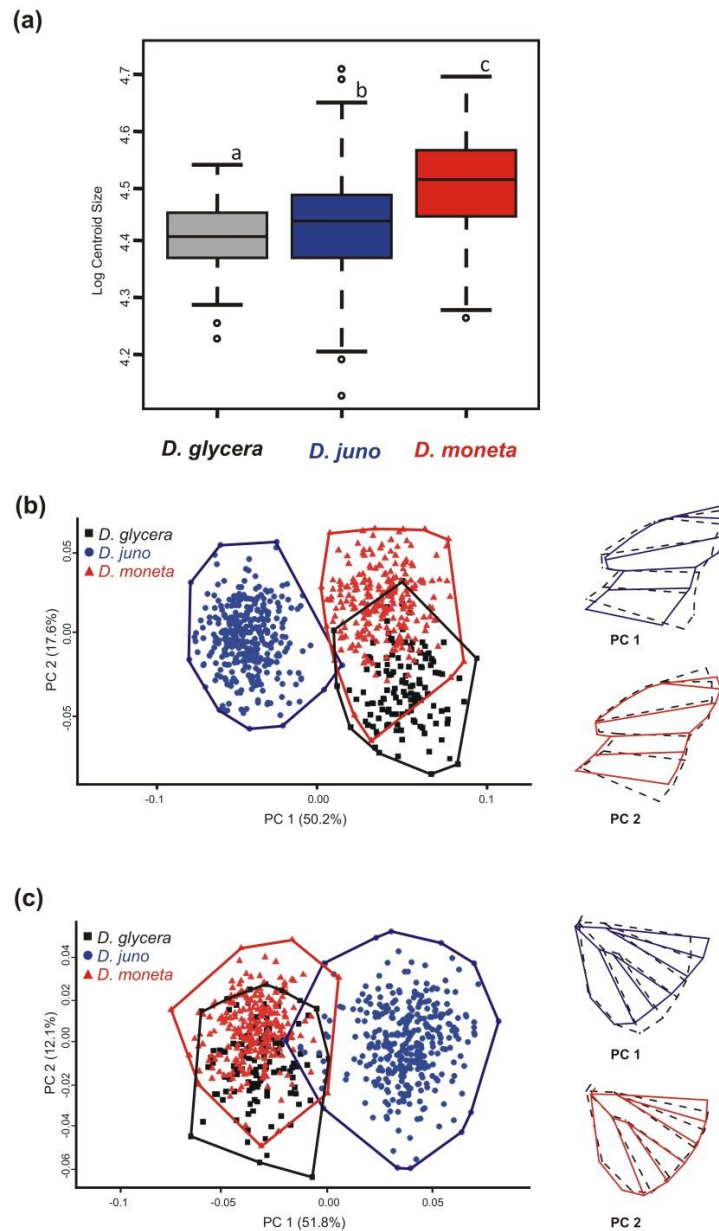 (a)
Log Centroid Size
4.7
4.6
4.5
4.4
4.3
4.2
a
b
c
D. glycera
D. juno
D. moneta
(b)
D. glycera
D. juno
D. moneta
PC 2 (17.6%)
0.05
0.00
-0.05
-0.1
0.00
0.1
PC 1 (50.2%)
PC 1
PC 2
(c)
D. glycera
D. juno
D. moneta
PC 2 (12.1%)
0.04
0.02
0.00
-0.02
-0.04
-0.06
-0.1
-0.05
0.00
0.05
PC 1 (51.8%)
PC 1
PC 2